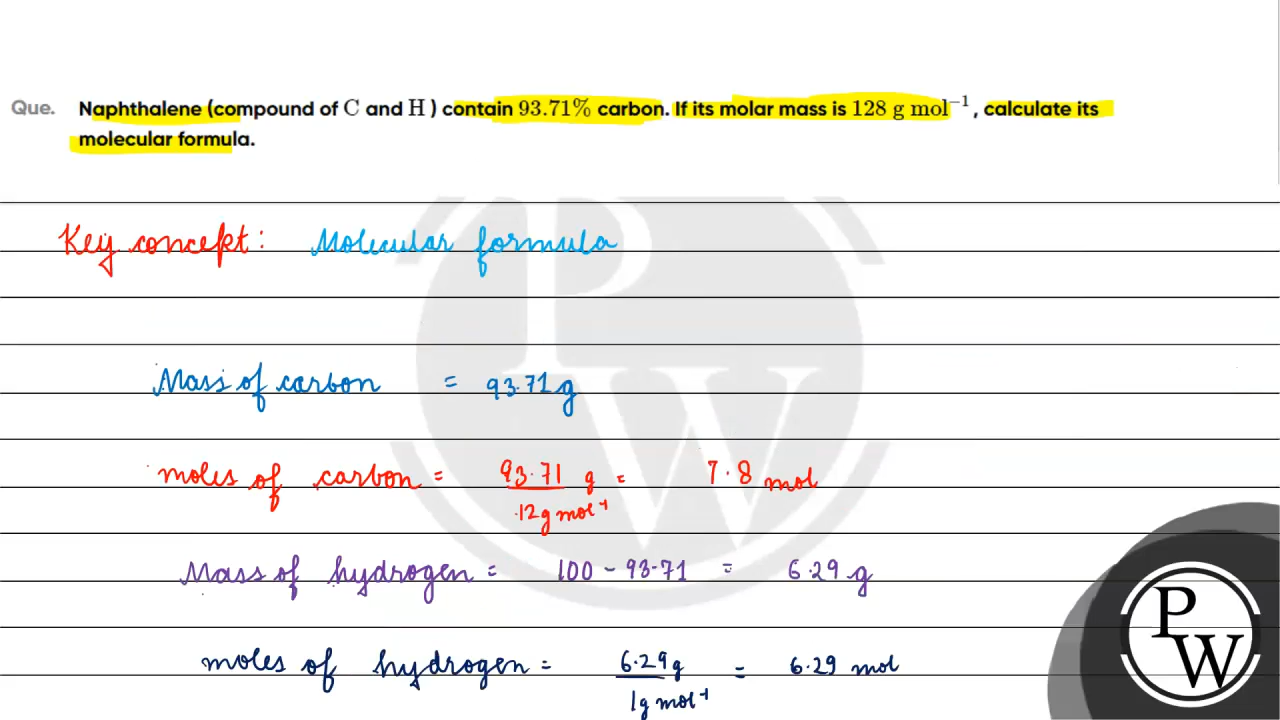 Que. Naphthalene (compound of C and H ) contain 93.71% carbon. If its molar mass is 128 g mol⁻¹, calculate its
molecular formula.
Key concept: Molecular formula
Mass of carbon = 93.71 g
moles of carbon = 93.71 g / 12 g mol⁻¹ = 7.8 mol
Mass of hydrogen = 100 - 93.71 = 6.29 g
moles of hydrogen = 6.29 g / 1 g mol⁻¹ = 6.29 mol
PW
PW